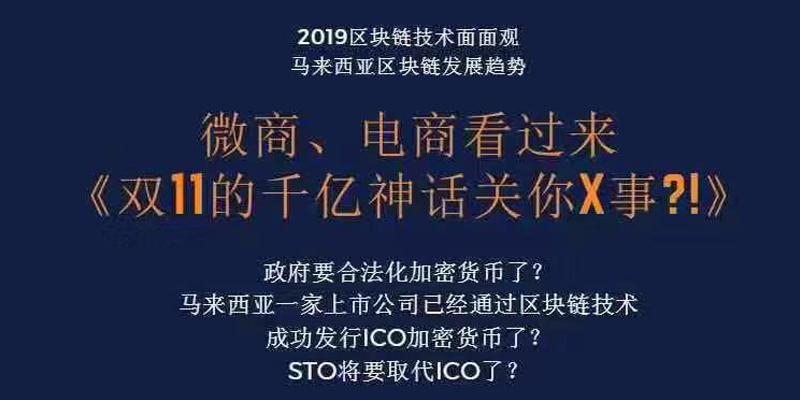 2019区块链技术面面观
马来西亚区块链发展趋势
微商、电商看过来
《双11的千亿神话关你X事?!》
政府要合法化加密货币了？
马来西亚一家上市公司已经通过区块链技术
成功发行ICO加密货币了？
STO将要取代ICO了？